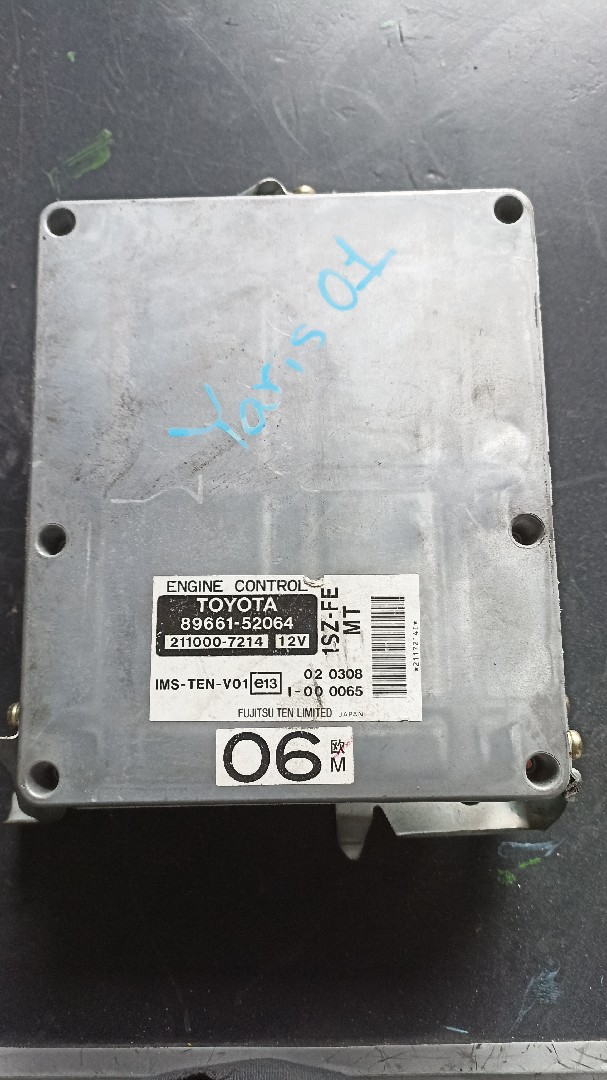 Yaris 01
ENGINE CONTROL
TOYOTA
89661-52064
211000-7214 12V
1SZ-FE
MT
IMS-TEN-V01 e13
02 0308
I-00 0065
FUJITSU TEN LIMITED JAPAN
06 欧
M